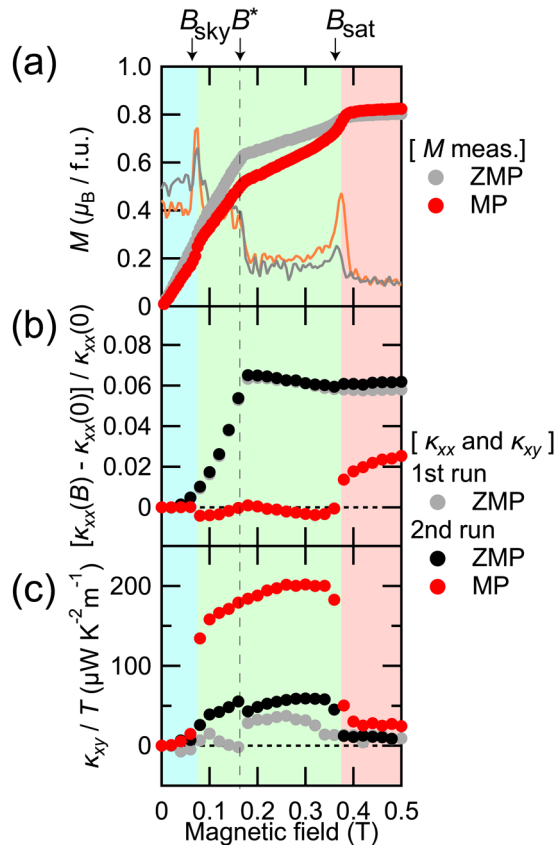 B_sky B* B_sat
(a)
1.0
0.8
0.6
0.4
0.2
0
M (μ_B / f.u.)
[ M meas.]
ZMP
MP
(b)
0.08
0.06
0.04
0.02
0
[κ_xx(B) - κ_xx(0)] / κ_xx(0)
[ κ_xx and κ_xy ]
1st run
ZMP
2nd run
ZMP
MP
(c)
200
150
100
50
0
κ_xy / T (μW K⁻² m⁻¹)
0 0.1 0.2 0.3 0.4 0.5
Magnetic field (T)